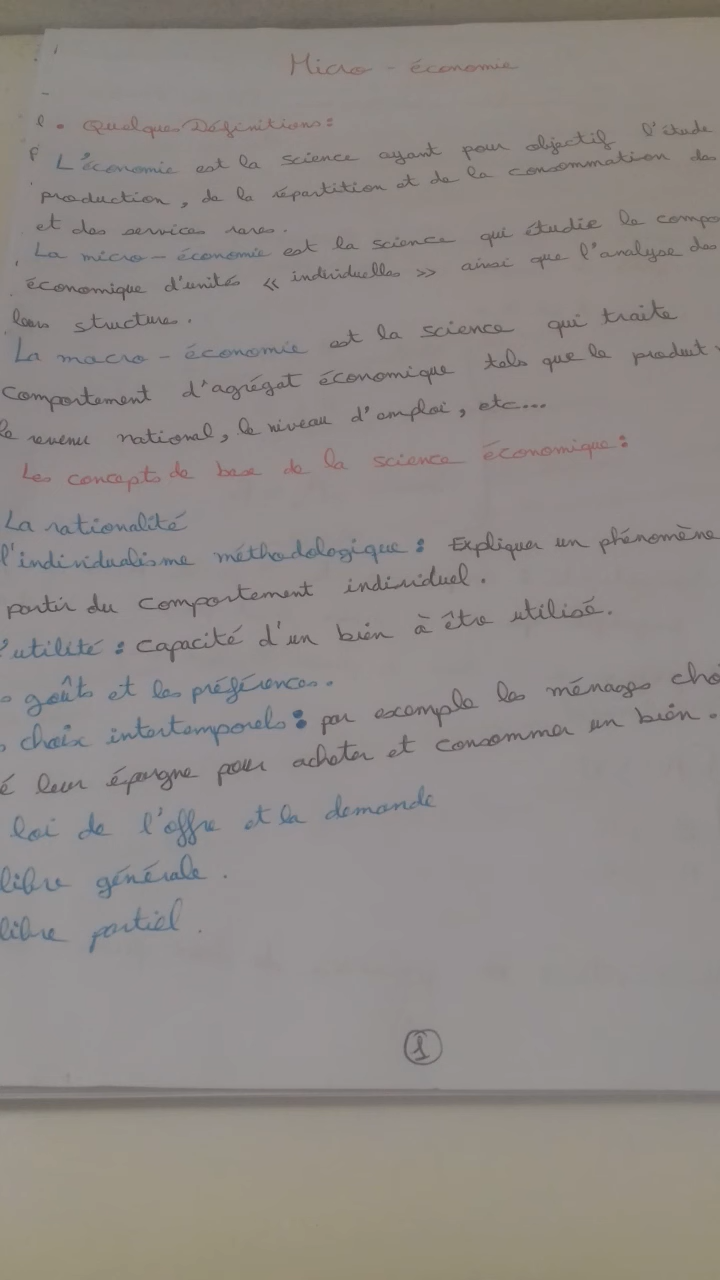 Micro - économie
• Quelques Définitions:
L'économie est la science ayant pour objectif l'étude
production, de la répartition et de la consommation des
et des services rares.
La micro - économie est la science qui étudie le compo
économique d'unités « individuelles » ainsi que l'analyse des
leur structure.
La macro - économie est la science qui traite
comportement d'agrégat économique tels que le produit
le revenu national, le niveau d'emploi, etc...
Les concepts de base de la science économique:
La rationalité
l'individualisme méthodologique: Expliquer un phénomène
partir du comportement individuel.
l'utilité: capacité d'un bien à être utilisé.
goûts et les préférences.
choix intertemporels: par exemple les ménages cho
é leur épargne pour acheter et consommer un bien.
loi de l'offre et la demande
libre générale.
libre partiel.
1